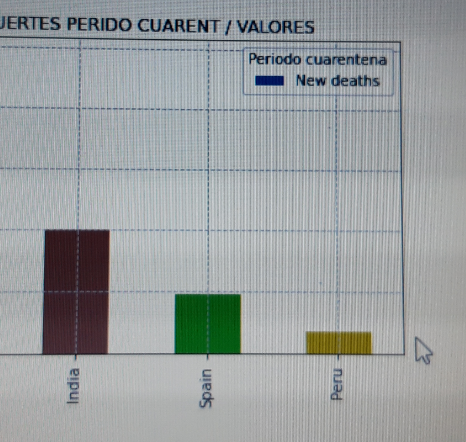 UERTES PERIDO CUARENT / VALORES
Periodo cuarentena
New deaths
India
Spain
Peru